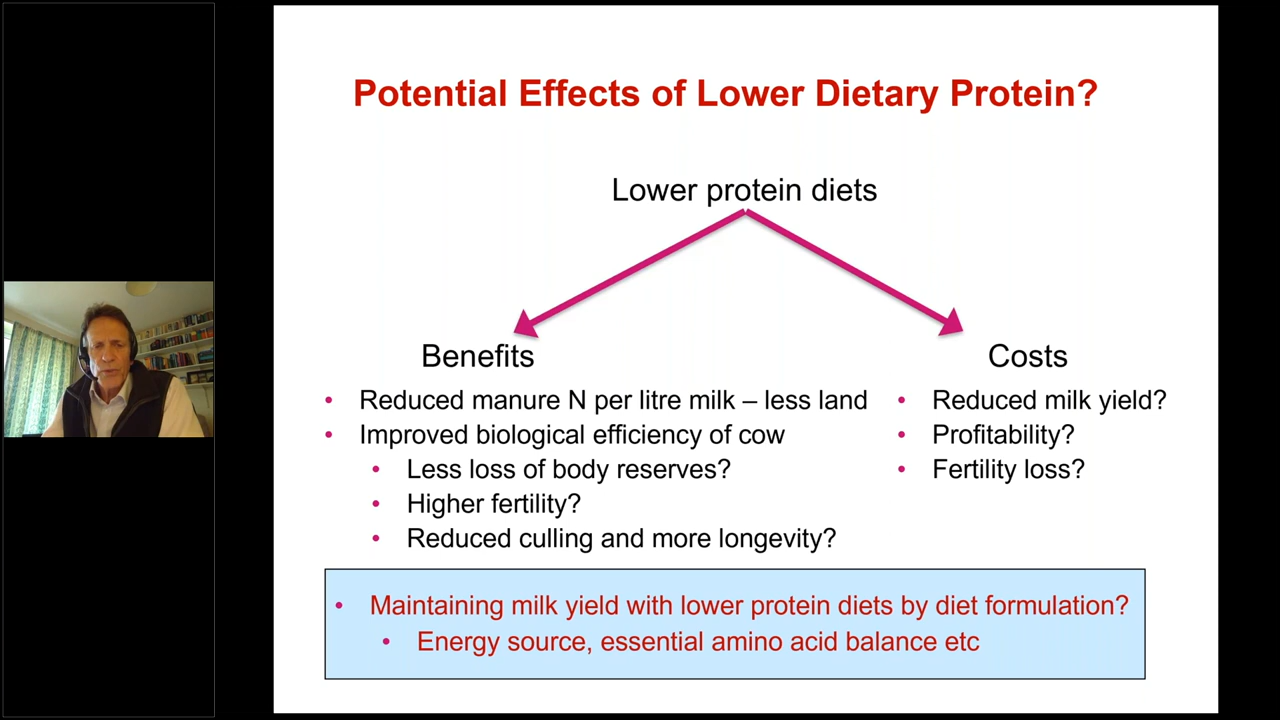 Potential Effects of Lower Dietary Protein?
Lower protein diets
Benefits
• Reduced manure N per litre milk – less land
• Improved biological efficiency of cow
• Less loss of body reserves?
• Higher fertility?
• Reduced culling and more longevity?
Costs
• Reduced milk yield?
• Profitability?
• Fertility loss?
• Maintaining milk yield with lower protein diets by diet formulation?
• Energy source, essential amino acid balance etc